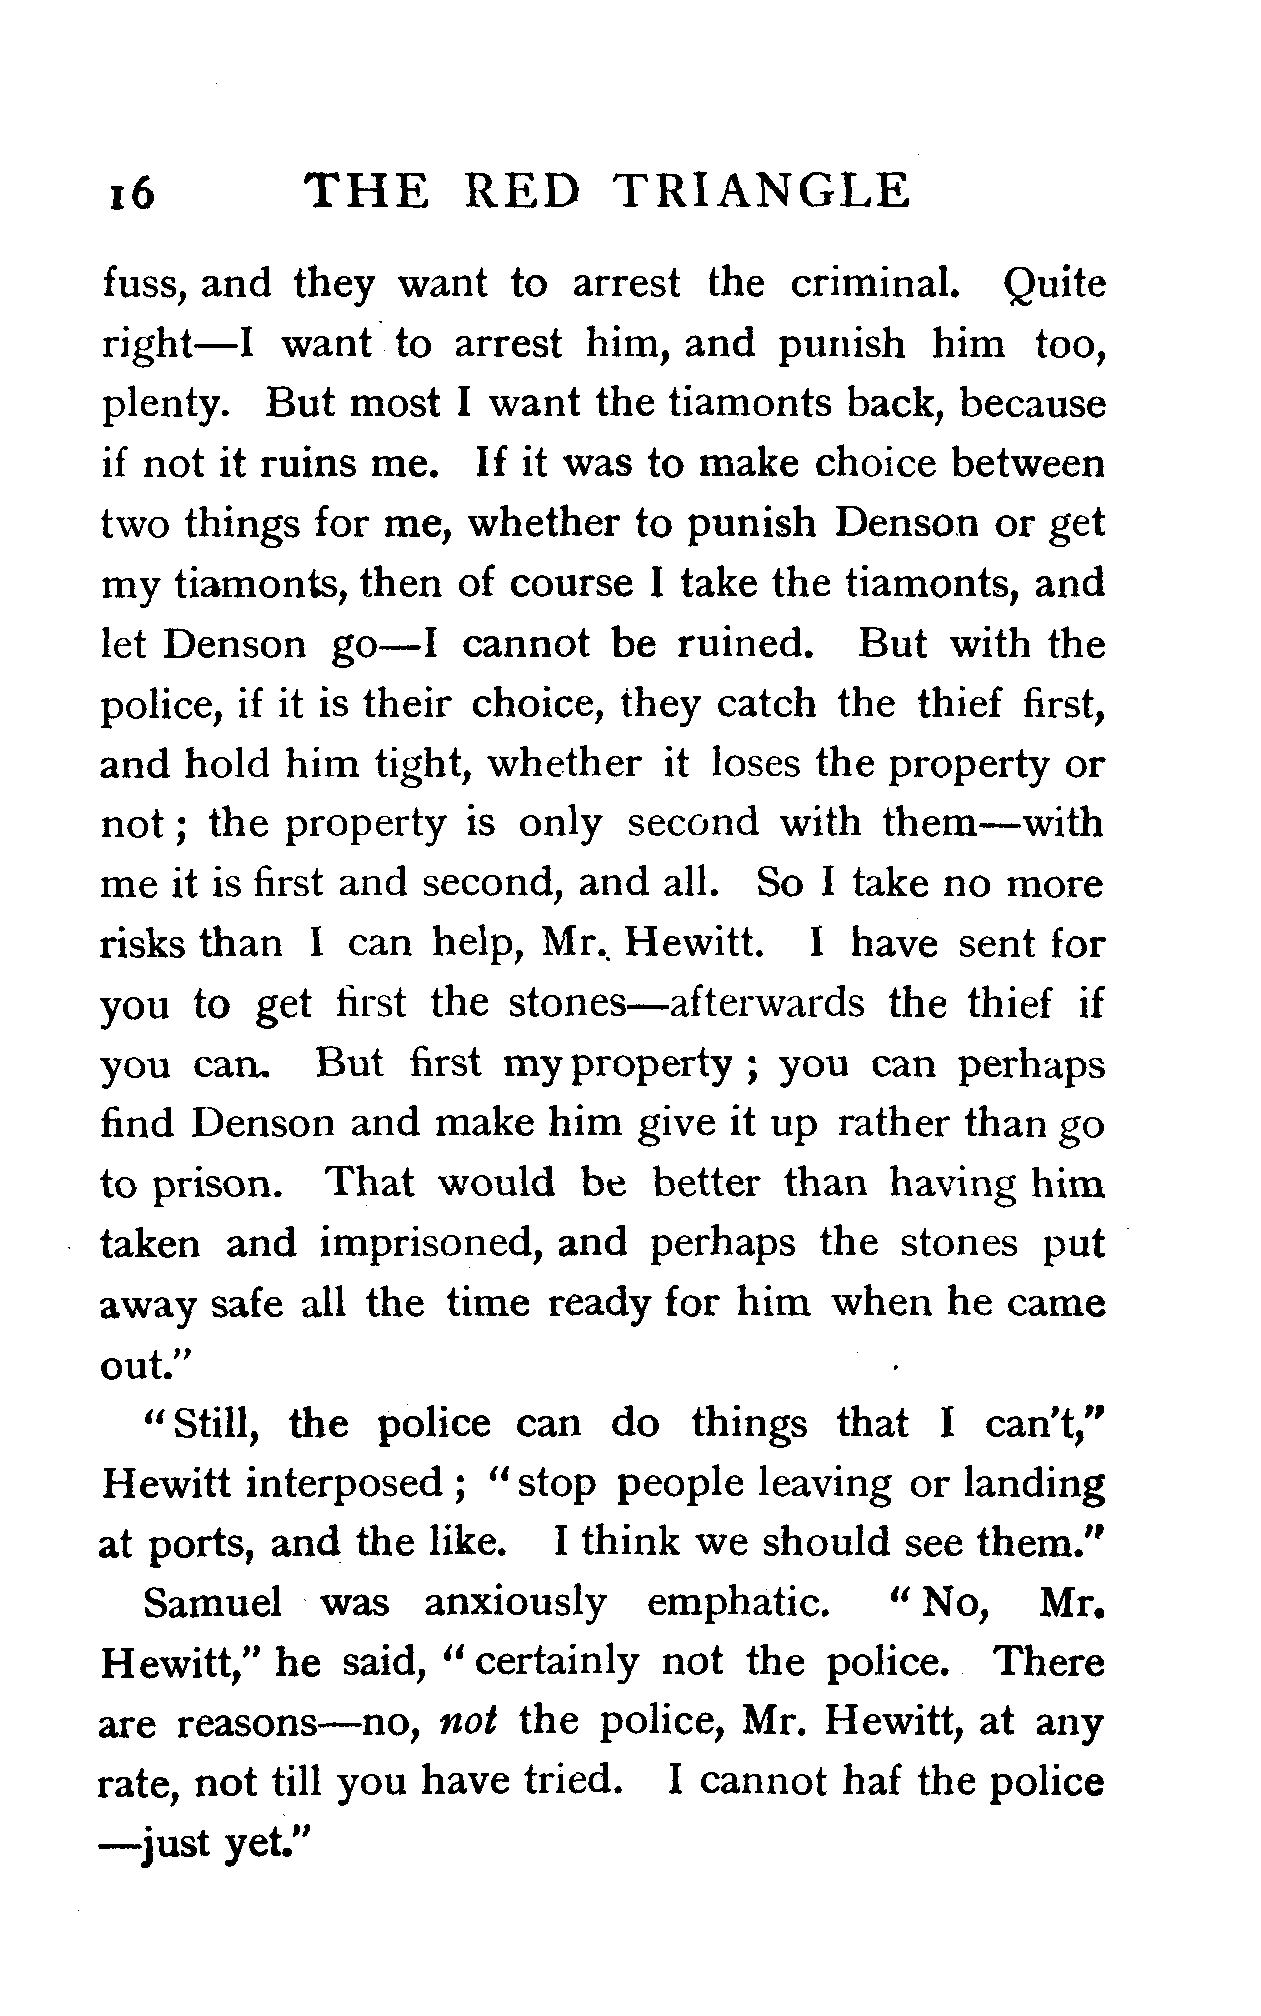 16 THE RED TRIANGLE
fuss, and they want to arrest the criminal. Quite
right—I want to arrest him, and punish him too,
plenty. But most I want the tiamonts back, because
if not it ruins me. If it was to make choice between
two things for me, whether to punish Denson or get
my tiamonts, then of course I take the tiamonts, and
let Denson go—I cannot be ruined. But with the
police, if it is their choice, they catch the thief first,
and hold him tight, whether it loses the property or
not ; the property is only second with them—with
me it is first and second, and all. So I take no more
risks than I can help, Mr. Hewitt. I have sent for
you to get first the stones—afterwards the thief if
you can. But first my property ; you can perhaps
find Denson and make him give it up rather than go
to prison. That would be better than having him
taken and imprisoned, and perhaps the stones put
away safe all the time ready for him when he came
out."
"Still, the police can do things that I can't,"
Hewitt interposed ; "stop people leaving or landing
at ports, and the like. I think we should see them."
Samuel was anxiously emphatic. "No, Mr.
Hewitt," he said, "certainly not the police. There
are reasons—no, not the police, Mr. Hewitt, at any
rate, not till you have tried. I cannot haf the police
—just yet."